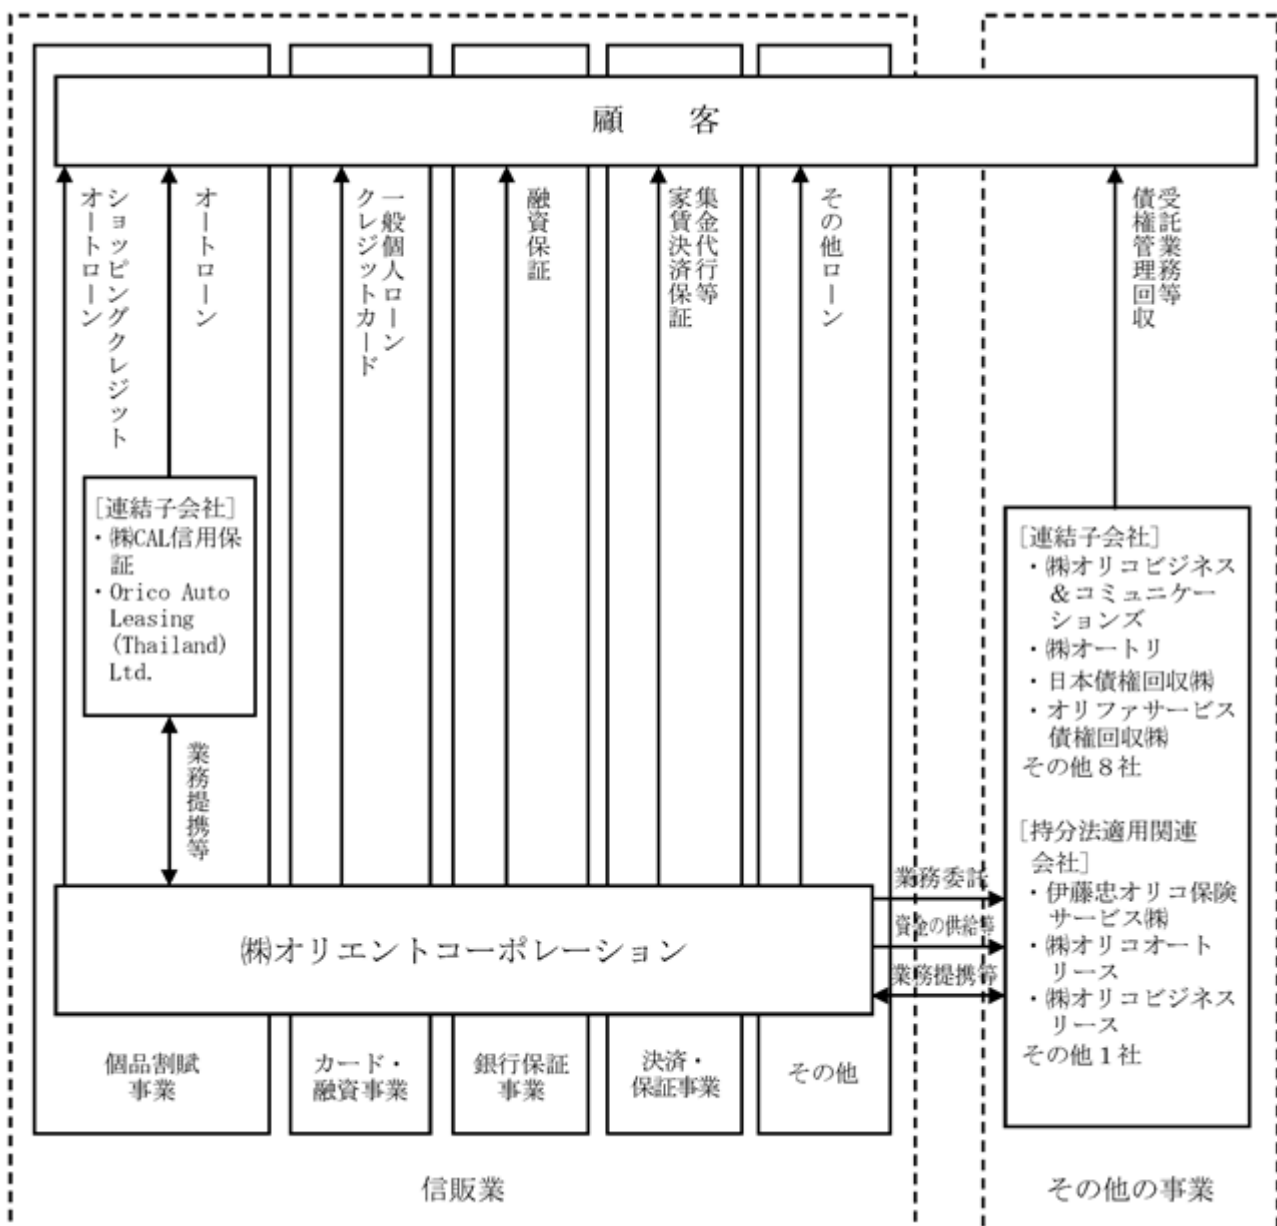 顧　客
オートローン
ショッピングクレジット
オートローン
クレジットカード
一般個人ローン
融資保証
家賃決済保証
集金代行等
その他ローン
債権管理回収
受託業務等
[連結子会社]
・㈱CAL信用保
証
・Orico Auto
Leasing
(Thailand)
Ltd.
業務提携等
㈱オリエントコーポレーション
業務委託
資金の供給等
業務提携等
[連結子会社]
・㈱オリコビジネス
&コミュニケー
ションズ
・㈱オートリ
・日本債権回収㈱
・オリファサービス
債権回収㈱
その他８社
[持分法適用関連
会社]
・伊藤忠オリコ保険
サービス㈱
・㈱オリコオート
リース
・㈱オリコビジネス
リース
その他１社
個品割賦
事業
カード・
融資事業
銀行保証
事業
決済・
保証事業
その他
信販業
その他の事業